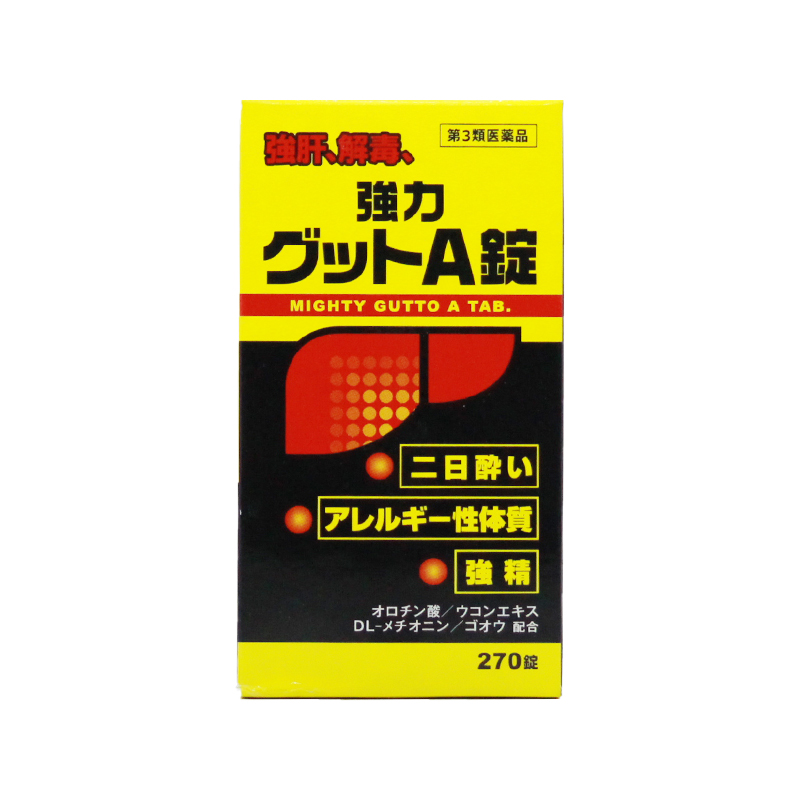 強肝、解毒、
第3類医薬品
強力
グットA錠
MIGHTY GUTTO A TAB.
二日酔い
アレルギー性体質
強精
オロチン酸／ウコンエキス
DL-メチオニン／ゴオウ 配合
270錠